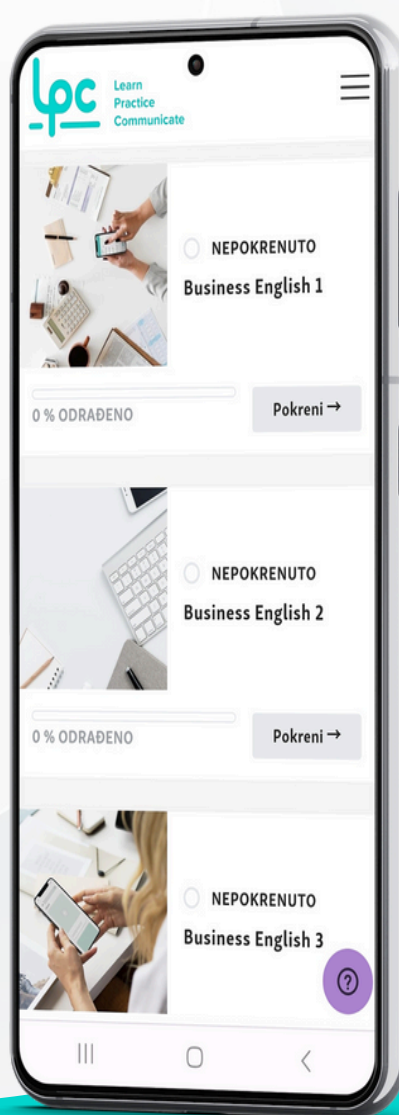 lpc
Learn
Practice
Communicate
NEPOKRENUTO
Business English 1
0 % ODRAĐENO
Pokreni →
NEPOKRENUTO
Business English 2
0 % ODRAĐENO
Pokreni →
NEPOKRENUTO
Business English 3
?